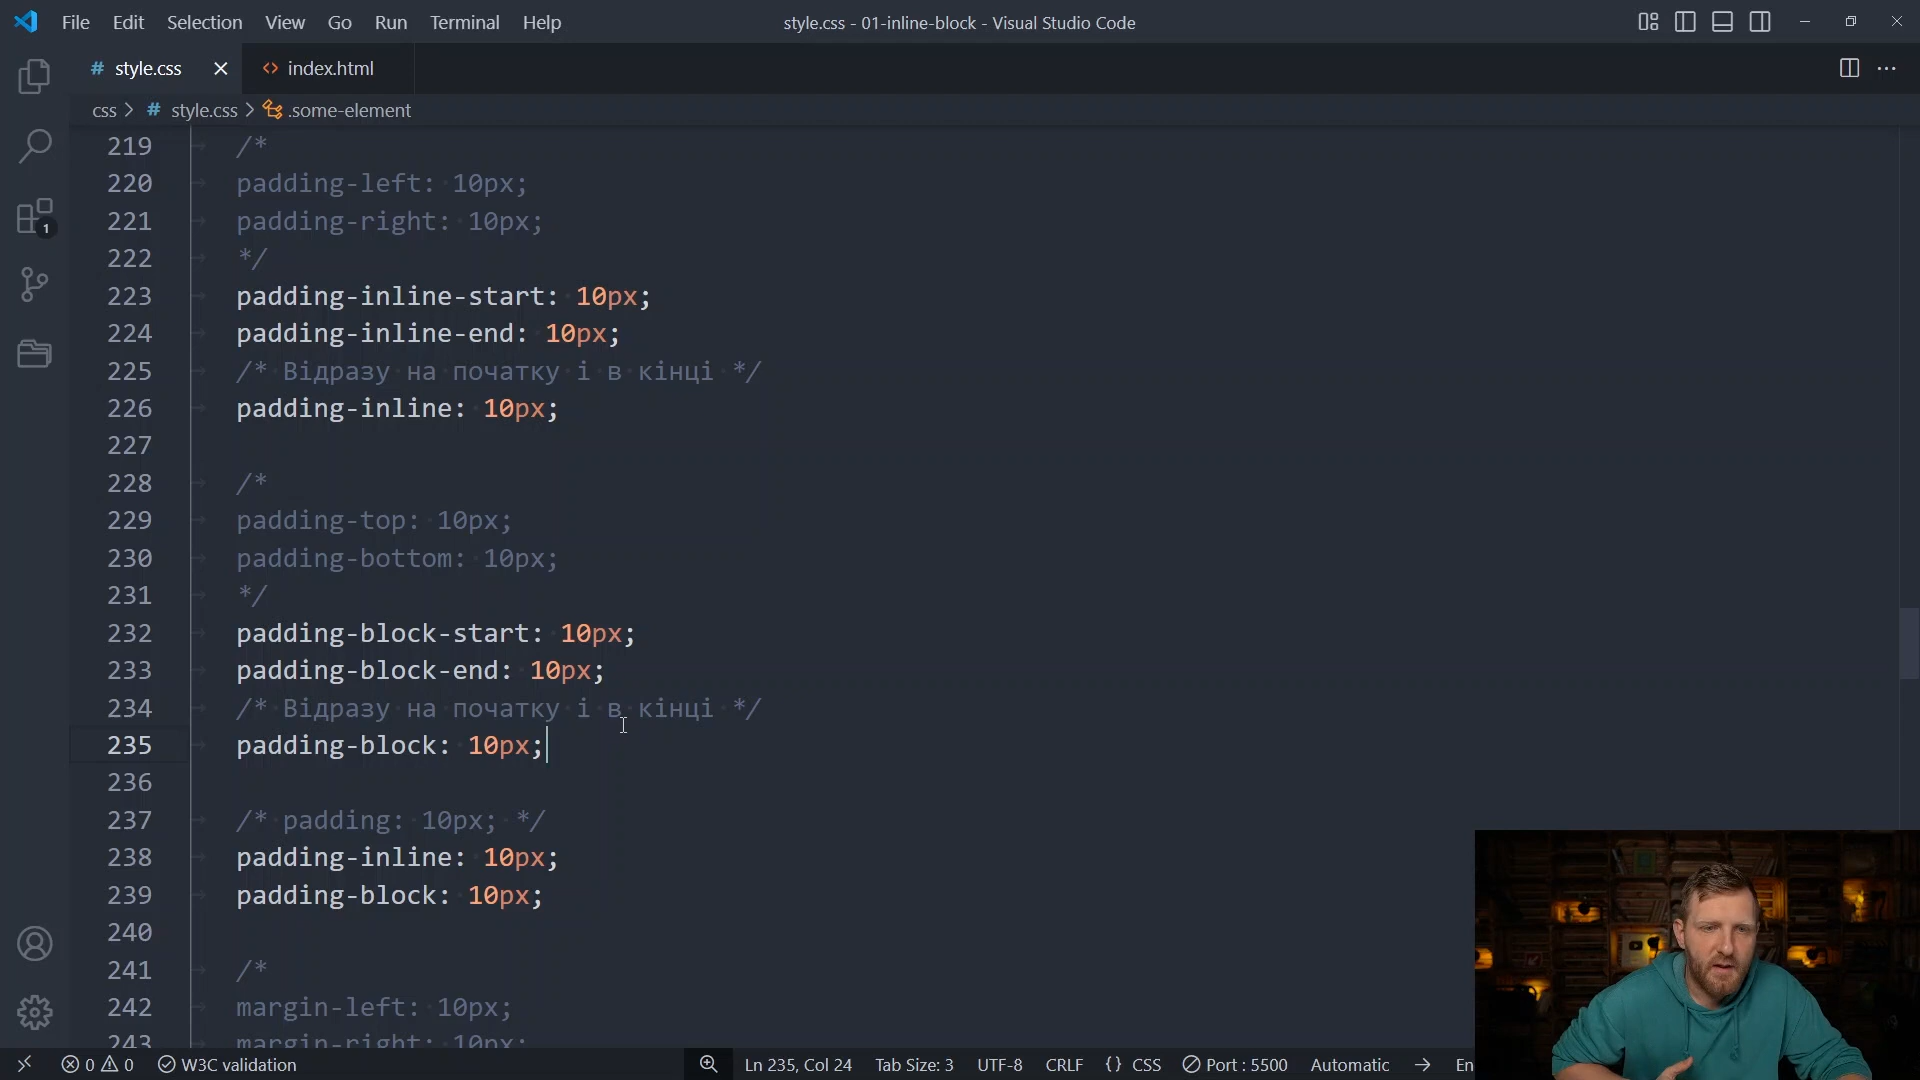 File Edit Selection View Go Run Terminal Help
style.css - 01-inline-block - Visual Studio Code
# style.css
<> index.html
css > # style.css > .some-element
219 /*
220 padding-left: 10px;
221 padding-right: 10px;
222 */
223 padding-inline-start: 10px;
224 padding-inline-end: 10px;
225 /* Відразу на початку і в кінці */
226 padding-inline: 10px;
227
228 /*
229 padding-top: 10px;
230 padding-bottom: 10px;
231 */
232 padding-block-start: 10px;
233 padding-block-end: 10px;
234 /* Відразу на початку і в кінці */
235 padding-block: 10px;
236
237 /* padding: 10px; */
238 padding-inline: 10px;
239 padding-block: 10px;
240
241 /*
242 margin-left: 10px;
243 margin-right: 10px;
1
0 0 W3C validation
Ln 235, Col 24 Tab Size: 3 UTF-8 CRLF {} CSS Port : 5500 Automatic → En